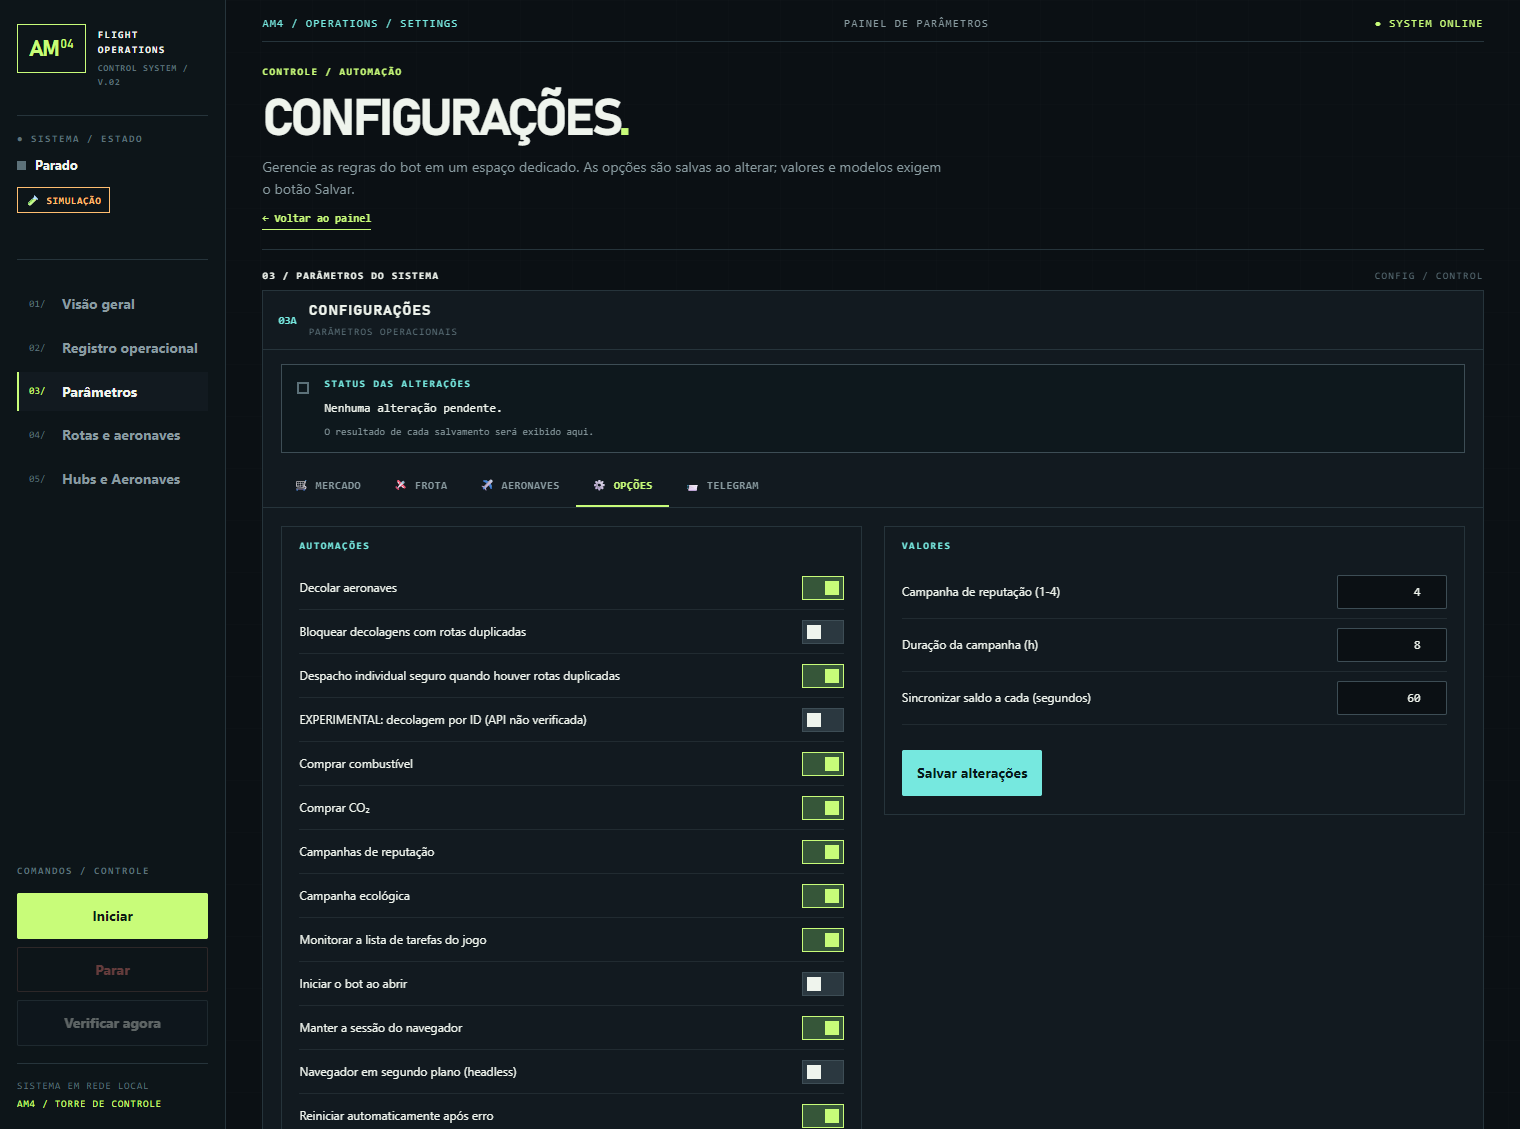 AM04
FLIGHT
OPERATIONS
CONTROL SYSTEM /
V.02
SISTEMA / ESTADO
Parado
SIMULAÇÃO
01/ Visão geral
02/ Registro operacional
03/ Parâmetros
04/ Rotas e aeronaves
05/ Hubs e Aeronaves
COMANDOS / CONTROLE
Iniciar
Parar
Verificar agora
SISTEMA EM REDE LOCAL
AM4 / TORRE DE CONTROLE
AM4 / OPERATIONS / SETTINGS
PAINEL DE PARÂMETROS
● SYSTEM ONLINE
CONTROLE / AUTOMAÇÃO
CONFIGURAÇÕES.
Gerencie as regras do bot em um espaço dedicado. As opções são salvas ao alterar; valores e modelos exigem
o botão Salvar.
← Voltar ao painel
03 / PARÂMETROS DO SISTEMA
CONFIG / CONTROL
03A
CONFIGURAÇÕES
PARÂMETROS OPERACIONAIS
STATUS DAS ALTERAÇÕES
Nenhuma alteração pendente.
O resultado de cada salvamento será exibido aqui.
MERCADO
FROTA
AERONAVES
OPÇÕES
TELEGRAM
AUTOMAÇÕES
Decolar aeronaves
Bloquear decolagens com rotas duplicadas
Despacho individual seguro quando houver rotas duplicadas
EXPERIMENTAL: decolagem por ID (API não verificada)
Comprar combustível
Comprar CO₂
Campanhas de reputação
Campanha ecológica
Monitorar a lista de tarefas do jogo
Iniciar o bot ao abrir
Manter a sessão do navegador
Navegador em segundo plano (headless)
Reiniciar automaticamente após erro
VALORES
Campanha de reputação (1-4) 4
Duração da campanha (h) 8
Sincronizar saldo a cada (segundos) 60
Salvar alterações